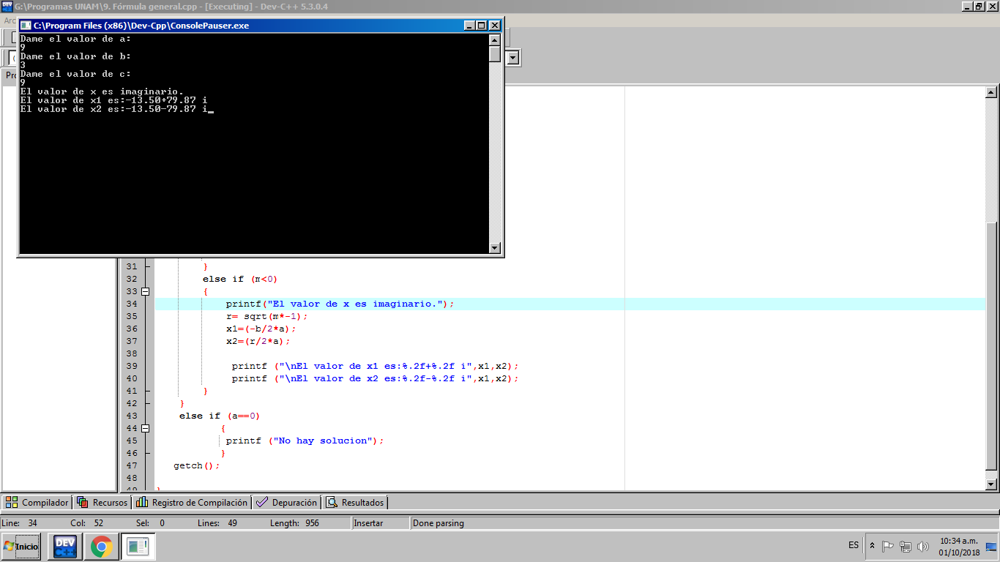 G:\Programas UNAM\9. Fórmula general.cpp - [Executing] - Dev-C++ 5.3.0.4
C:\Program Files (x86)\Dev-Cpp\ConsolePauser.exe
Dame el valor de a:
9
Dame el valor de b:
3
Dame el valor de c:
9
El valor de x es imaginario.
El valor de x1 es:-13.50+79.87 i
El valor de x2 es:-13.50-79.87 i
31 }
32 else if (m<0)
33 {
34 printf("El valor de x es imaginario.");
35 r= sqrt(m*-1);
36 x1=(-b/2*a);
37 x2=(r/2*a);
38
39 printf ("\nEl valor de x1 es:%.2f+%.2f i",x1,x2);
40 printf ("\nEl valor de x2 es:%.2f-%.2f i",x1,x2);
41 }
42 }
43 else if (a==0)
44 {
45 printf ("No hay solucion");
46 }
47 getch();
48
49 }
Compilador Recursos Registro de Compilación Depuración Resultados
Line: 34 Col: 52 Sel: 0 Lines: 49 Length: 956 Insertar Done parsing
Inicio DEV C++ ES 10:34 a.m.
01/10/2018